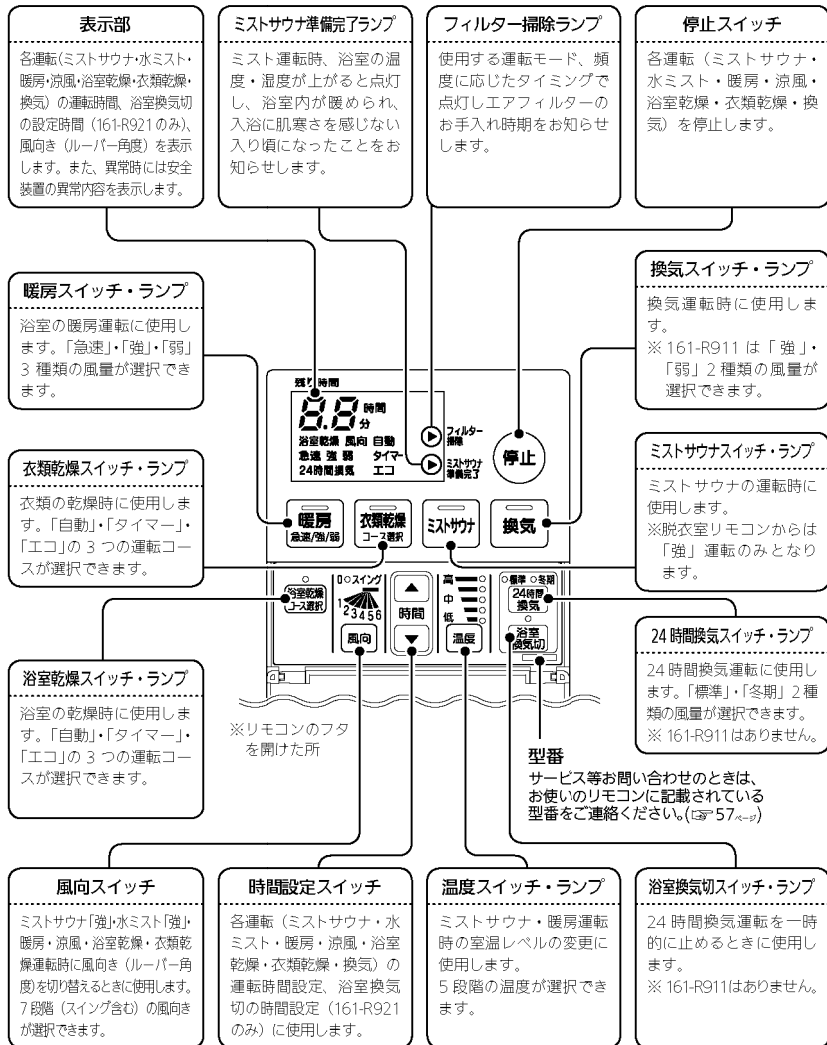 表示部
各運転(ミストサウナ・水ミスト・
暖房・涼風・浴室乾燥・衣類乾燥・
換気)の運転時間、浴室換気切
の設定時間(161-R921のみ)、
風向き(ルーバー角度)を表示
します。また、異常時には安全
装置の異常内容を表示します。
ミストサウナ準備完了ランプ
ミスト運転時、浴室の温
度・湿度が上がると点灯
し、浴室内が暖められ、
入浴に肌寒さを感じない
入り頃になったことをお
知らせします。
フィルター掃除ランプ
使用する運転モード、頻
度に応じたタイミングで
点灯しエアフィルターの
お手入れ時期をお知らせ
します。
停止スイッチ
各運転(ミストサウナ・
水ミスト・暖房・涼風・
浴室乾燥・衣類乾燥・換
気)を停止します。
暖房スイッチ・ランプ
浴室の暖房運転に使用し
ます。「急速」・「強」・「弱」
3種類の風量が選択でき
ます。
換気スイッチ・ランプ
換気運転時に使用しま
す。
※161-R911は「強」・
「弱」2種類の風量が
選択できます。
衣類乾燥スイッチ・ランプ
衣類の乾燥時に使用しま
す。「自動」・「タイマー」・
「エコ」の3つの運転コー
スが選択できます。
ミストサウナスイッチ・ランプ
ミストサウナの運転時に
使用します。
※脱衣室リモコンからは
「強」運転のみとなり
ます。
残り時間
8.8 時間
分
浴室乾燥 風向 自動
急速 強 弱 タイマー
24時間換気 エコ
フィルター
掃除
ミストサウナ
準備完了
停止
暖房
急速/強/弱
衣類乾燥
コース選択
ミストサウナ
換気
浴室乾燥
コース選択
0 スイング
1 2 3 4 5 6
風向
▲
時間
▼
高
中
低
温度
標準 冬期
24時間
換気
浴室
換気切
浴室乾燥スイッチ・ランプ
浴室の乾燥時に使用しま
す。「自動」・「タイマー」・
「エコ」の3つの運転コー
スが選択できます。
24時間換気スイッチ・ランプ
24時間換気運転に使用し
ます。「標準」・「冬期」2種
類の風量が選択できます。
※161-R911はありません。
※リモコンのフタ
を開けた所
型番
サービス等お問い合わせのときは、
お使いのリモコンに記載されている
型番をご連絡ください。(☞57ページ)
風向スイッチ
ミストサウナ「強」・水ミスト「強」・
暖房・涼風・浴室乾燥・衣類乾
燥運転時に風向き(ルーバー角
度)を切り替えるときに使用します。
7段階(スイング含む)の風向き
が選択できます。
時間設定スイッチ
各運転(ミストサウナ・水
ミスト・暖房・涼風・浴室
乾燥・衣類乾燥・換気)の
運転時間設定、浴室換気
切の時間設定(161-R921
のみ)に使用します。
温度スイッチ・ランプ
ミストサウナ・暖房運転
時の室温レベルの変更に
使用します。
5段階の温度が選択でき
ます。
浴室換気切スイッチ・ランプ
24時間換気運転を一時
的に止めるときに使用し
ます。
※161-R911はありません。